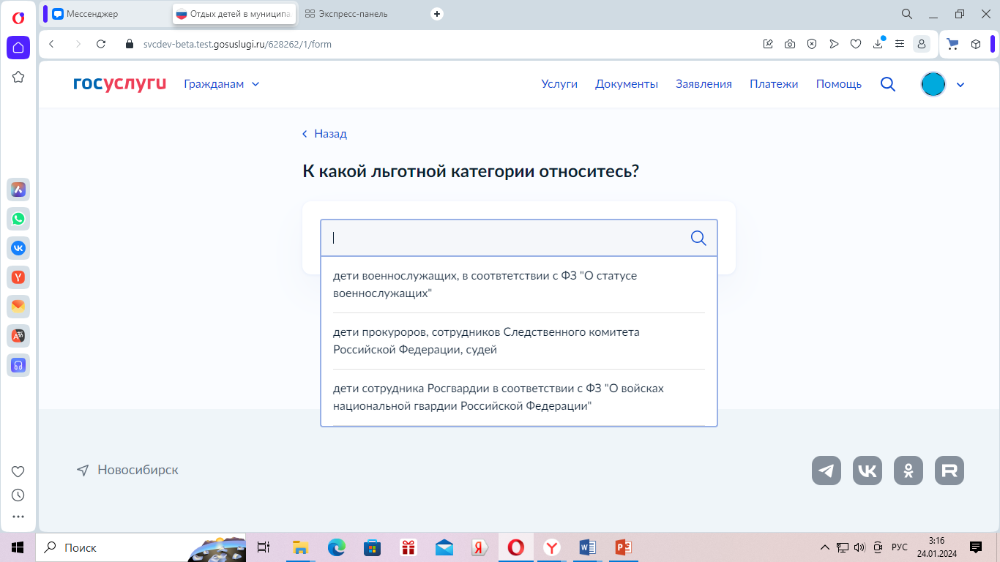 Мессенджер
Отдых детей в муниципа
Экспресс-панель
svcdev-beta.test.gosuslugi.ru/628262/1/form
госуслуги
Гражданам
Услуги
Документы
Заявления
Платежи
Помощь
Назад
К какой льготной категории относитесь?
дети военнослужащих, в соотвтетствии с ФЗ "О статусе
военнослужащих"
дети прокуроров, сотрудников Следственного комитета
Российской Федерации, судей
дети сотрудника Росгвардии в соответствии с ФЗ "О войсках
национальной гвардии Российской Федерации"
Новосибирск
Поиск
РУС
3:16
24.01.2024